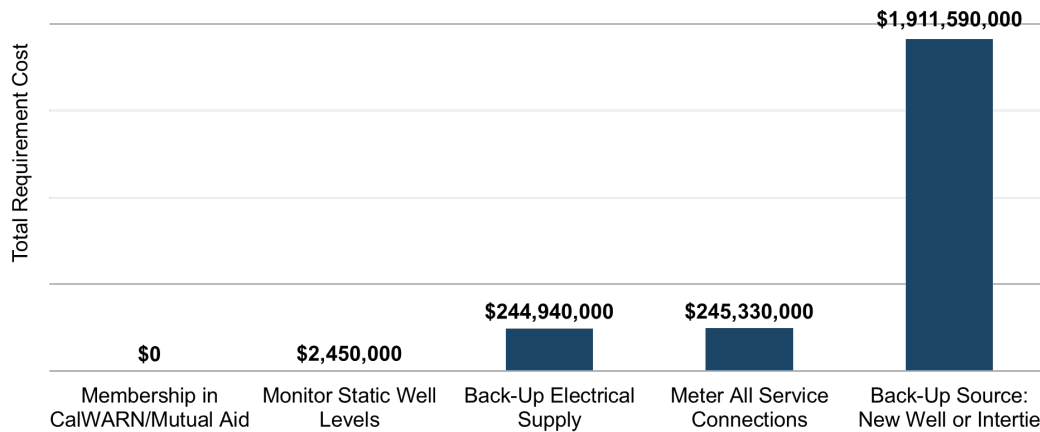 Total Requirement Cost
$0
$2,450,000
$244,940,000
$245,330,000
$1,911,590,000
Membership in
CalWARN/Mutual Aid
Monitor Static Well
Levels
Back-Up Electrical
Supply
Meter All Service
Connections
Back-Up Source:
New Well or Intertie